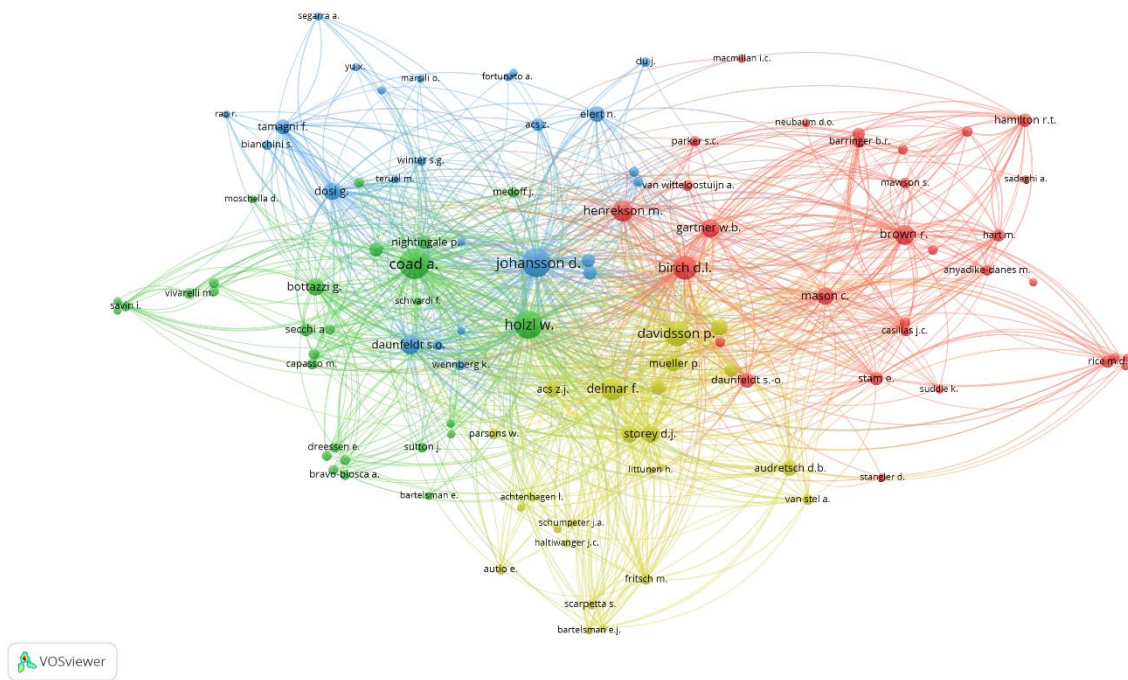 segarra a.
yu x.
marsili o.
fortunato a.
du j.
macmillan i.c.
rao r.
tamagni f.
bianchini s.
acs z.
elert n.
neubaum d.o.
hamilton r.t.
parker s.c.
barringer b.r.
winter s.g.
teruel m.
dosi g.
moschella d.
medoff j.
van witteloostuijn a.
mawson s.
sadeghi a.
henrekson m.
gartner w.b.
brown r.
hart m.
nightingale p.
coad a.
johansson d.
birch d.l.
anyadike-danes m.
savin i.
vivarelli m.
bottazzi g.
schivardi f.
mason c.
secchi a.
holzl w.
davidsson p.
casillas j.c.
daunfeldt s.o.
capasso m.
wennberg k.
mueller p.
rice m.d.
acs z.j.
delmar f.
daunfeldt s.-o.
stam e.
suddle k.
parsons w.
storey d.j.
dreessen e.
sutton j.
bravo-biosca a.
littunen h.
audretsch d.b.
stangler d.
bartelsman e.
achtenhagen l.
van stel a.
schumpeter j.a.
haltiwanger j.c.
autio e.
fritsch m.
scarpetta s.
bartelsman e.j.
VOSviewer